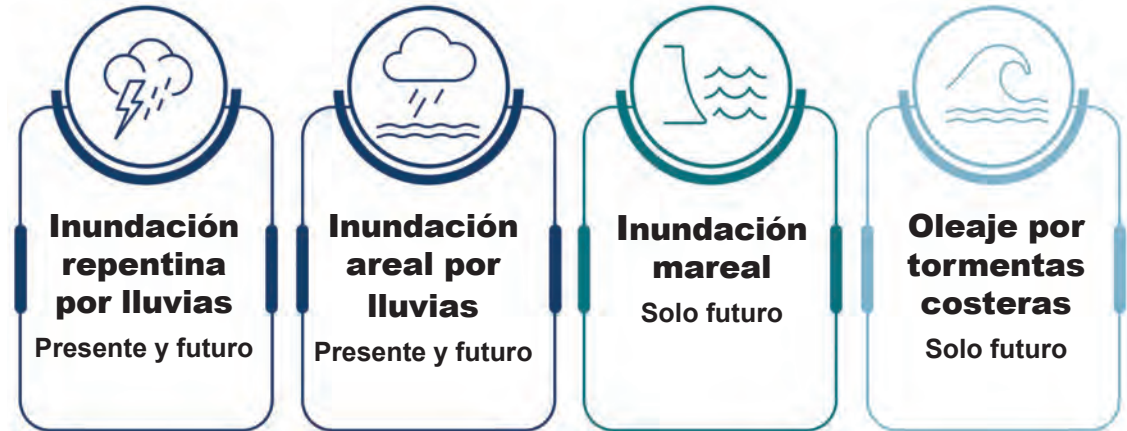 Inundación
repentina
por lluvias
Presente y futuro
Inundación
areal por
lluvias
Presente y futuro
Inundación
mareal
Solo futuro
Oleaje por
tormentas
costeras
Solo futuro